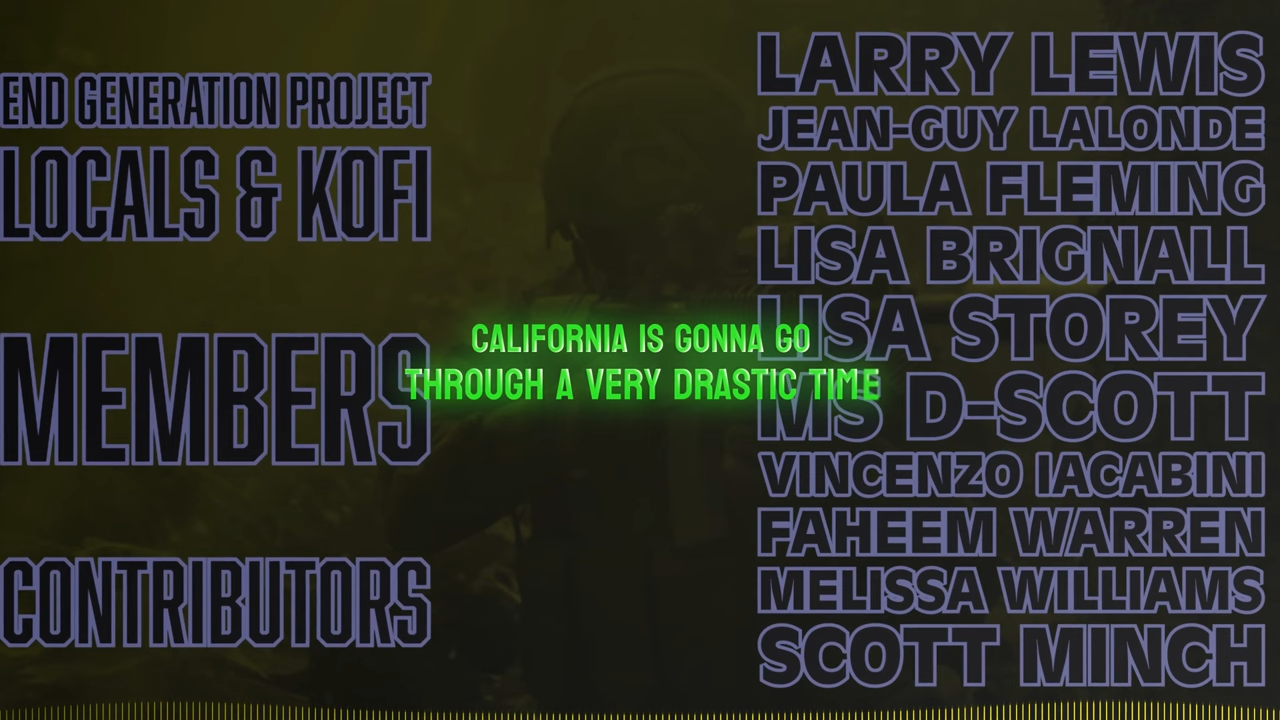 END GENERATION PROJECT
LOCALS & KOFI
MEMBERS
CONTRIBUTORS
CALIFORNIA IS GONNA GO
THROUGH A VERY DRASTIC TIME
LARRY LEWIS
JEAN-GUY LALONDE
PAULA FLEMING
LISA BRIGNALL
LISA STOREY
MS D-SCOTT
VINCENZO IACABINI
FAHEEM WARREN
MELISSA WILLIAMS
SCOTT MINCH